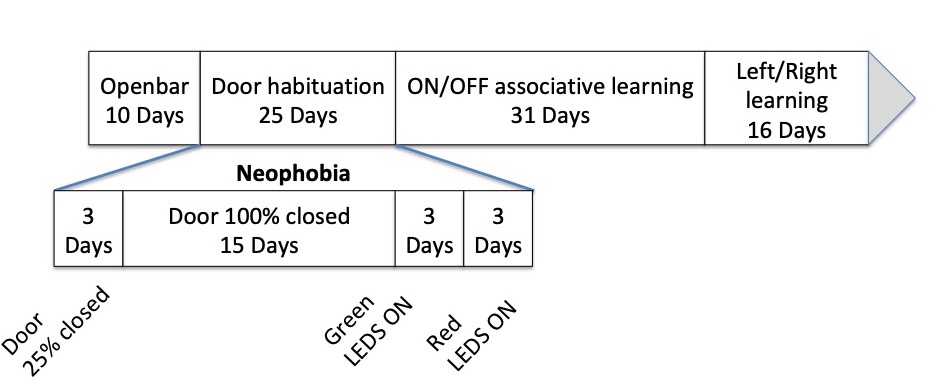 Openbar
10 Days
Door habituation
25 Days
ON/OFF associative learning
31 Days
Left/Right
learning
16 Days
Neophobia
3
Days
Door 100% closed
15 Days
3
Days
3
Days
Door
25% closed
Green
LEDS ON
Red
LEDS ON